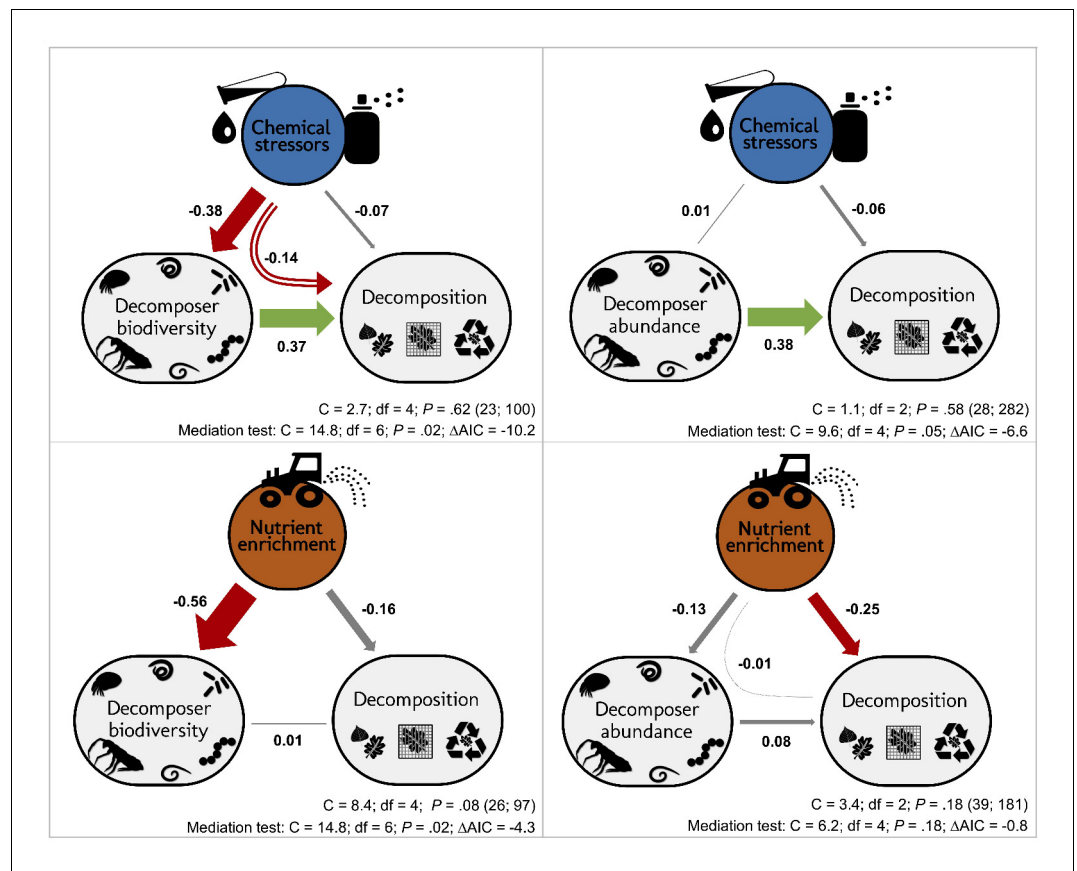 Chemical
stressors
-0.38
-0.07
-0.14
Decomposer
biodiversity
Decomposition
0.37
C = 2.7; df = 4; P = .62 (23; 100)
Mediation test: C = 14.8; df = 6; P = .02; ΔAIC = -10.2
Chemical
stressors
0.01
-0.06
Decomposer
abundance
Decomposition
0.38
C = 1.1; df = 2; P = .58 (28; 282)
Mediation test: C = 9.6; df = 4; P = .05; ΔAIC = -6.6
Nutrient
enrichment
-0.56
-0.16
Decomposer
biodiversity
Decomposition
0.01
C = 8.4; df = 4; P = .08 (26; 97)
Mediation test: C = 14.8; df = 6; P = .02; ΔAIC = -4.3
Nutrient
enrichment
-0.13
-0.25
-0.01
Decomposer
abundance
Decomposition
0.08
C = 3.4; df = 2; P = .18 (39; 181)
Mediation test: C = 6.2; df = 4; P = .18; ΔAIC = -0.8